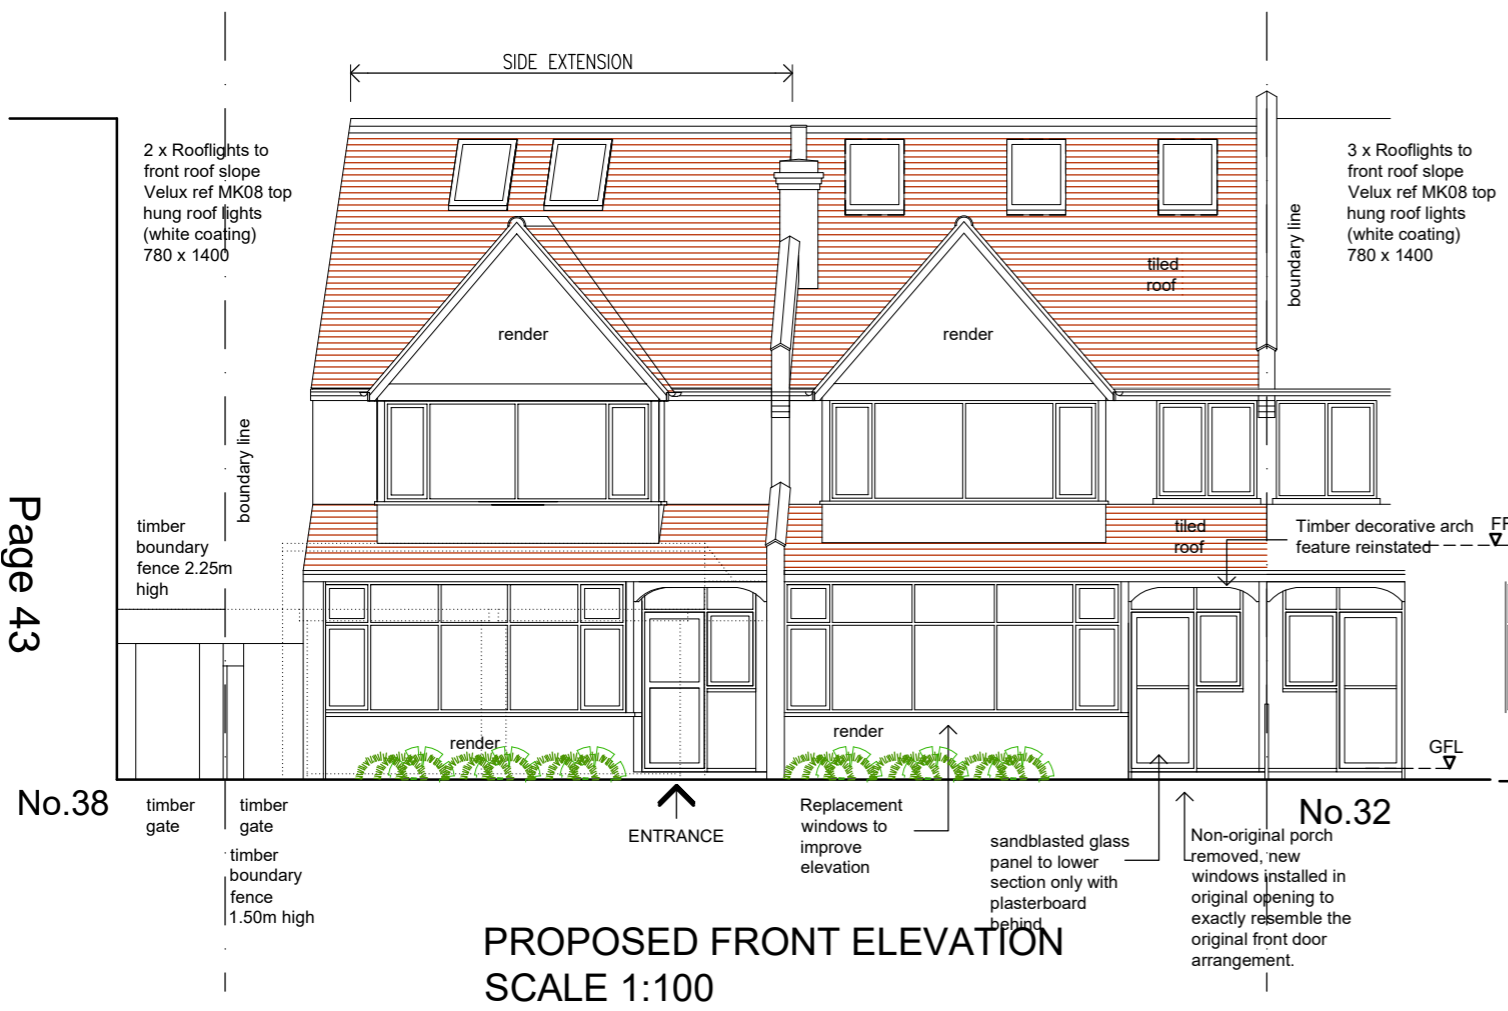 SIDE EXTENSION
2 x Rooflights to
front roof slope
Velux ref MK08 top
hung roof lights
(white coating)
780 x 1400
3 x Rooflights to
front roof slope
Velux ref MK08 top
hung roof lights
(white coating)
780 x 1400
boundary line
tiled
roof
render
render
boundary line
Page 43
timber
boundary
fence 2.25m
high
tiled
roof
Timber decorative arch
feature reinstated
render
render
GFL
No.38
timber
gate
timber
gate
timber
boundary
fence
1.50m high
ENTRANCE
Replacement
windows to
improve
elevation
sandblasted glass
panel to lower
section only with
plasterboard
behind
No.32
Non-original porch
removed, new
windows installed in
original opening to
exactly resemble the
original front door
arrangement.
PROPOSED FRONT ELEVATION
SCALE 1:100